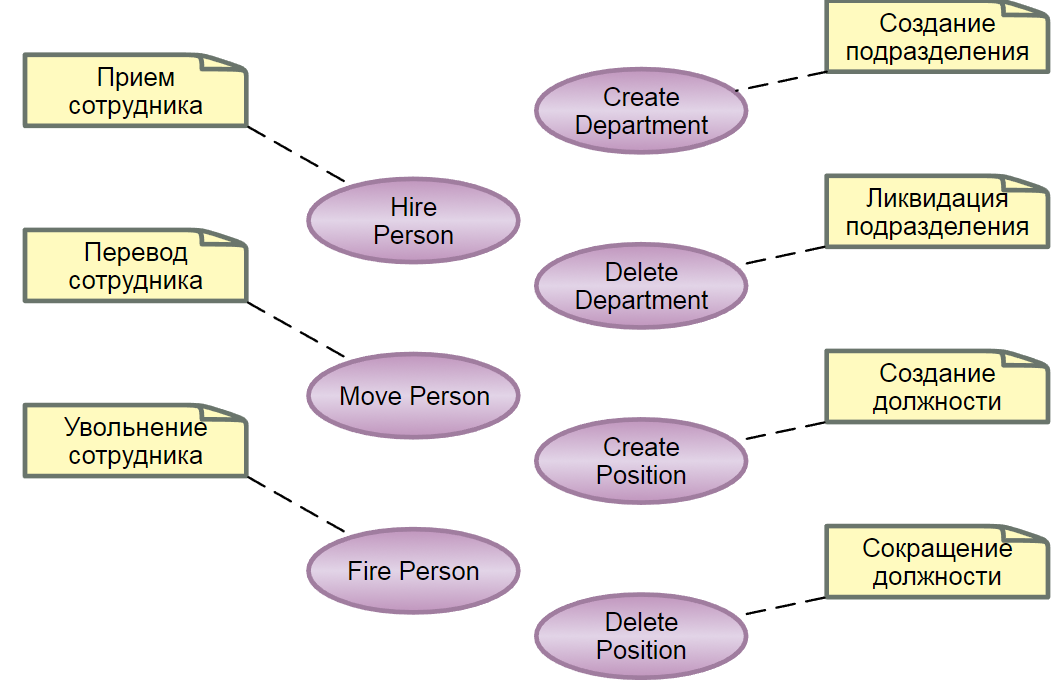 Прием
сотрудника
Hire
Person
Перевод
сотрудника
Move Person
Увольнение
сотрудника
Fire Person
Создание
подразделения
Create
Department
Ликвидация
подразделения
Delete
Department
Создание
должности
Create
Position
Сокращение
должности
Delete
Position